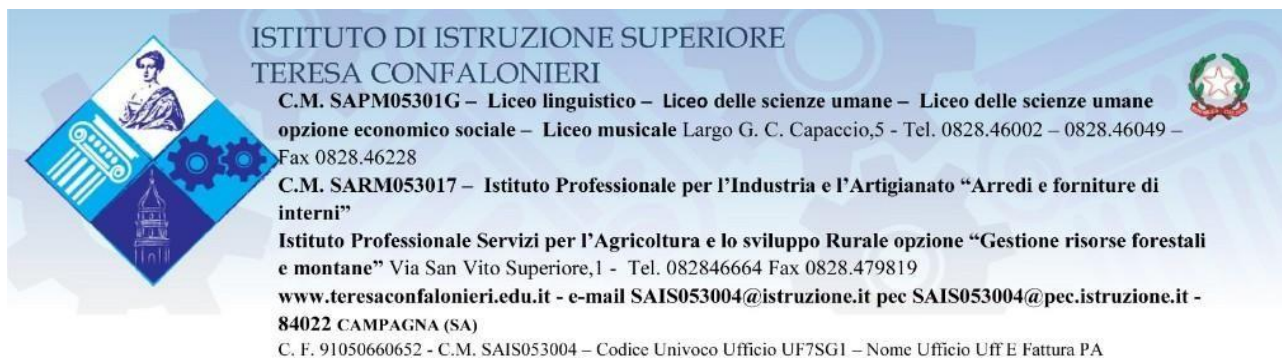 ISTITUTO DI ISTRUZIONE SUPERIORE
TERESA CONFALONIERI
C.M. SAPM05301G – Liceo linguistico – Liceo delle scienze umane – Liceo delle scienze umane
opzione economico sociale – Liceo musicale Largo G. C. Capaccio,5 - Tel. 0828.46002 – 0828.46049 –
Fax 0828.46228
C.M. SARM053017 – Istituto Professionale per l'Industria e l'Artigianato “Arredi e forniture di
interni”
Istituto Professionale Servizi per l'Agricoltura e lo sviluppo Rurale opzione “Gestione risorse forestali
e montane” Via San Vito Superiore,1 - Tel. 082846664 Fax 0828.479819
www.teresaconfalonieri.edu.it - e-mail SAIS053004@istruzione.it pec SAIS053004@pec.istruzione.it -
84022 CAMPAGNA (SA)
C. F. 91050660652 - C.M. SAIS053004 – Codice Univoco Ufficio UF7SG1 – Nome Ufficio Uff E Fattura PA